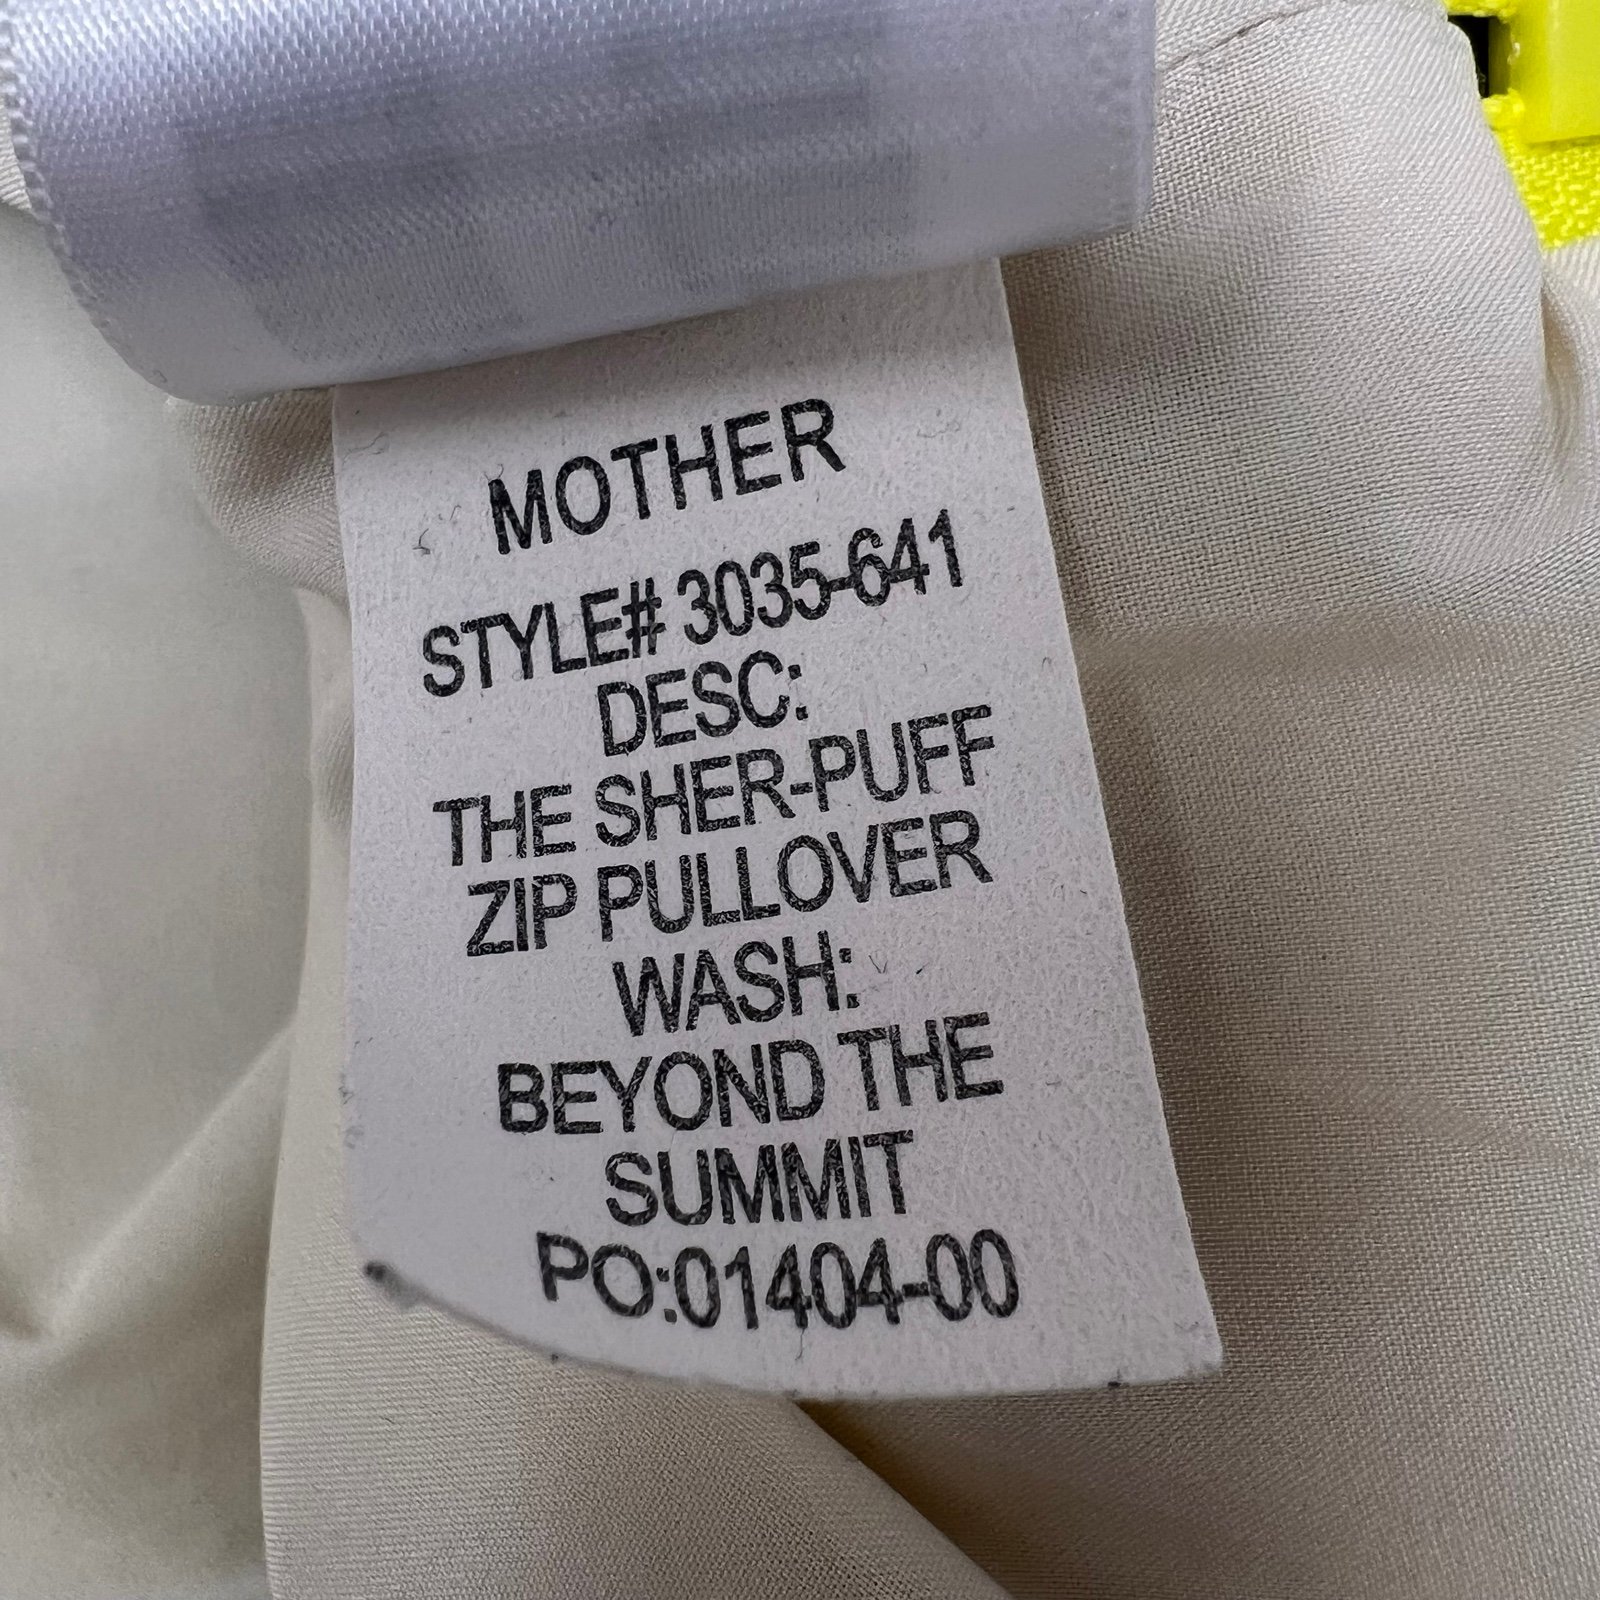 MOTHER
STYLE# 3035-641
DESC:
THE SHER-PUFF
ZIP PULLOVER
WASH:
BEYOND THE
SUMMIT
PO:01404-00